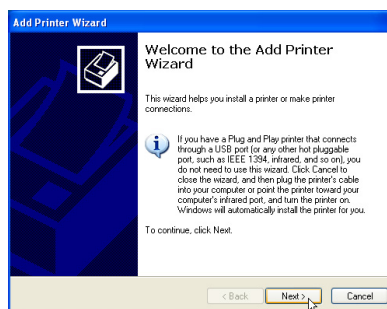 Add Printer Wizard
Welcome to the Add Printer
Wizard
This wizard helps you install a printer or make printer
connections.
If you have a Plug and Play printer that connects
through a USB port (or any other hot pluggable
port, such as IEEE 1394, infrared, and so on), you
do not need to use this wizard. Click Cancel to
close the wizard, and then plug the printer's cable
into your computer or point the printer toward your
computer's infrared port, and turn the printer on.
Windows will automatically install the printer for you.
To continue, click Next.
< Back Next > Cancel